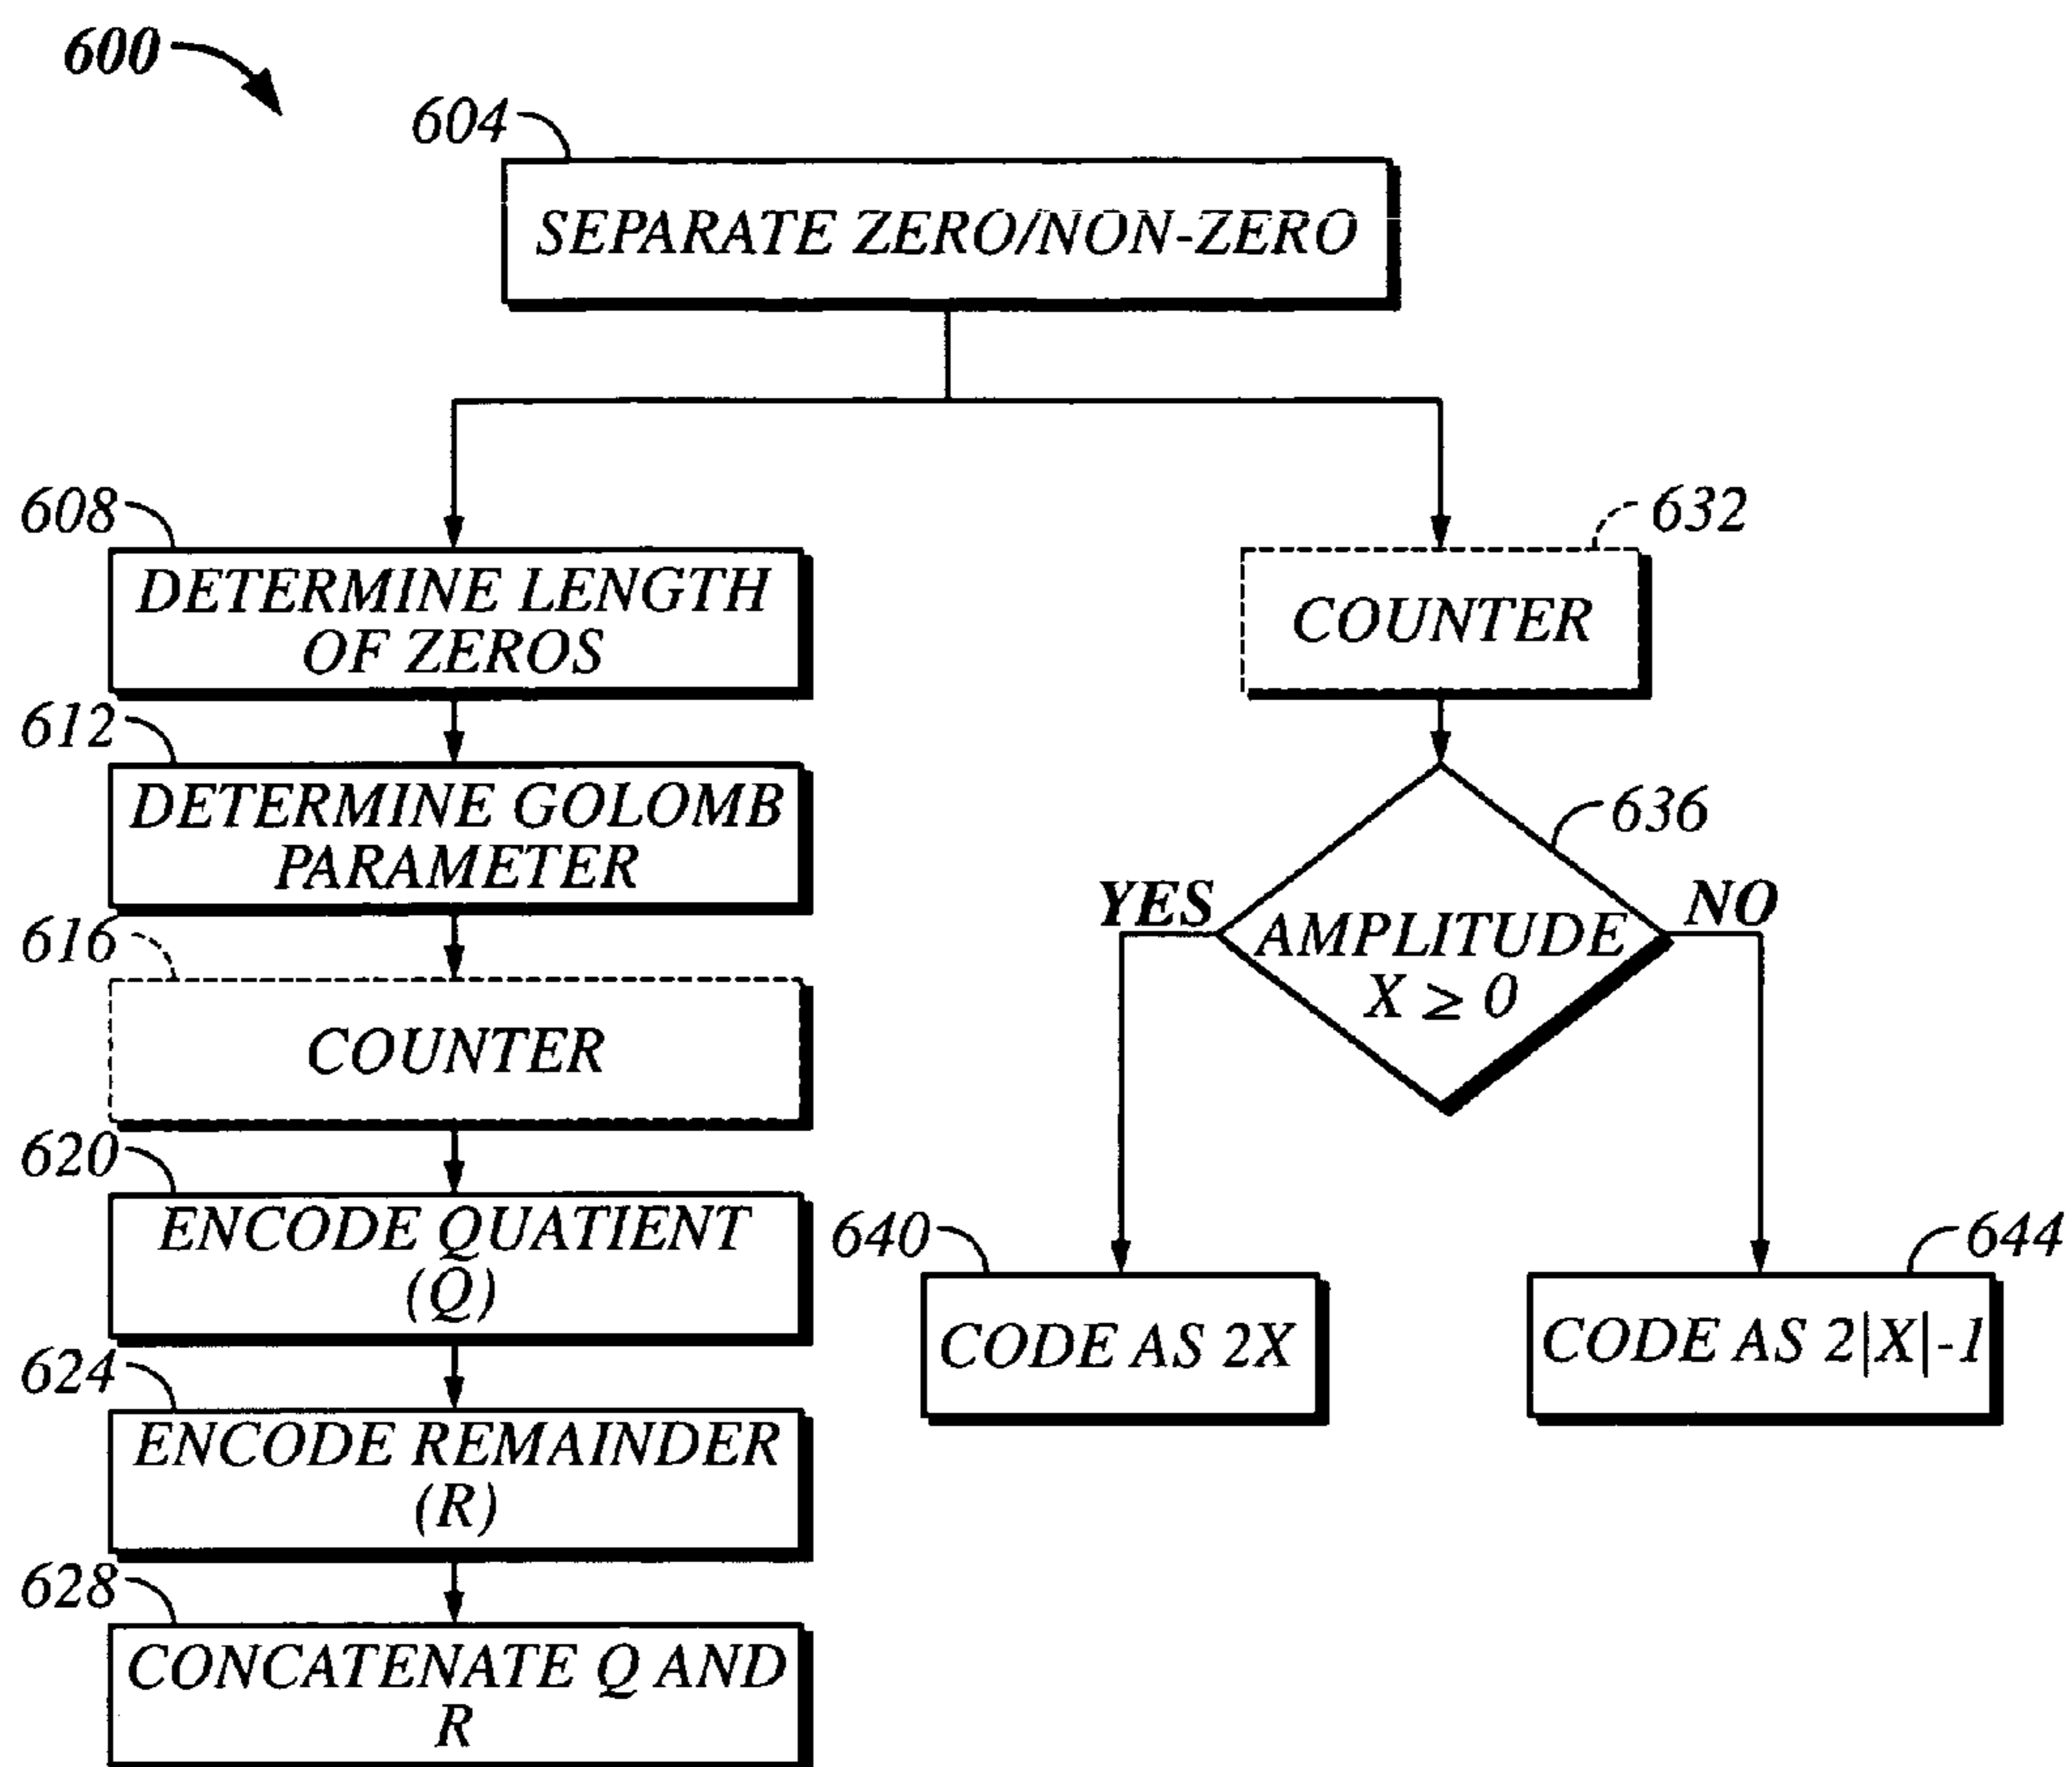 600
604
SEPARATE ZERO/NON-ZERO
608
DETERMINE LENGTH
OF ZEROS
612
DETERMINE GOLOMB
PARAMETER
616
COUNTER
620
ENCODE QUATIENT
(Q)
624
ENCODE REMAINDER
(R)
628
CONCATENATE Q AND
R
632
COUNTER
636
AMPLITUDE
X ≥ 0
YES
NO
640
CODE AS 2X
644
CODE AS 2|X|-1